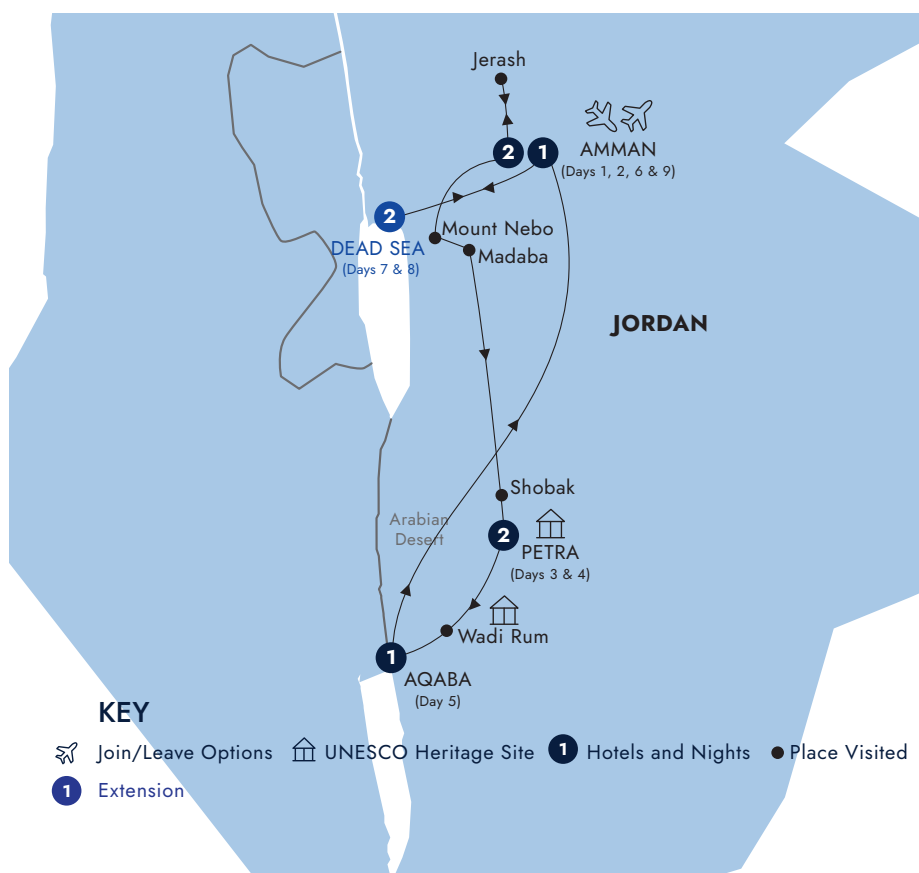 Jerash
2
1
AMMAN
(Days 1, 2, 6 & 9)
2
DEAD SEA
(Days 7 & 8)
Mount Nebo
Madaba
JORDAN
Shobak
Arabian
Desert
2
PETRA
(Days 3 & 4)
Wadi Rum
1
AQABA
(Day 5)
KEY
Join/Leave Options
UNESCO Heritage Site
1 Hotels and Nights
Place Visited
1 Extension